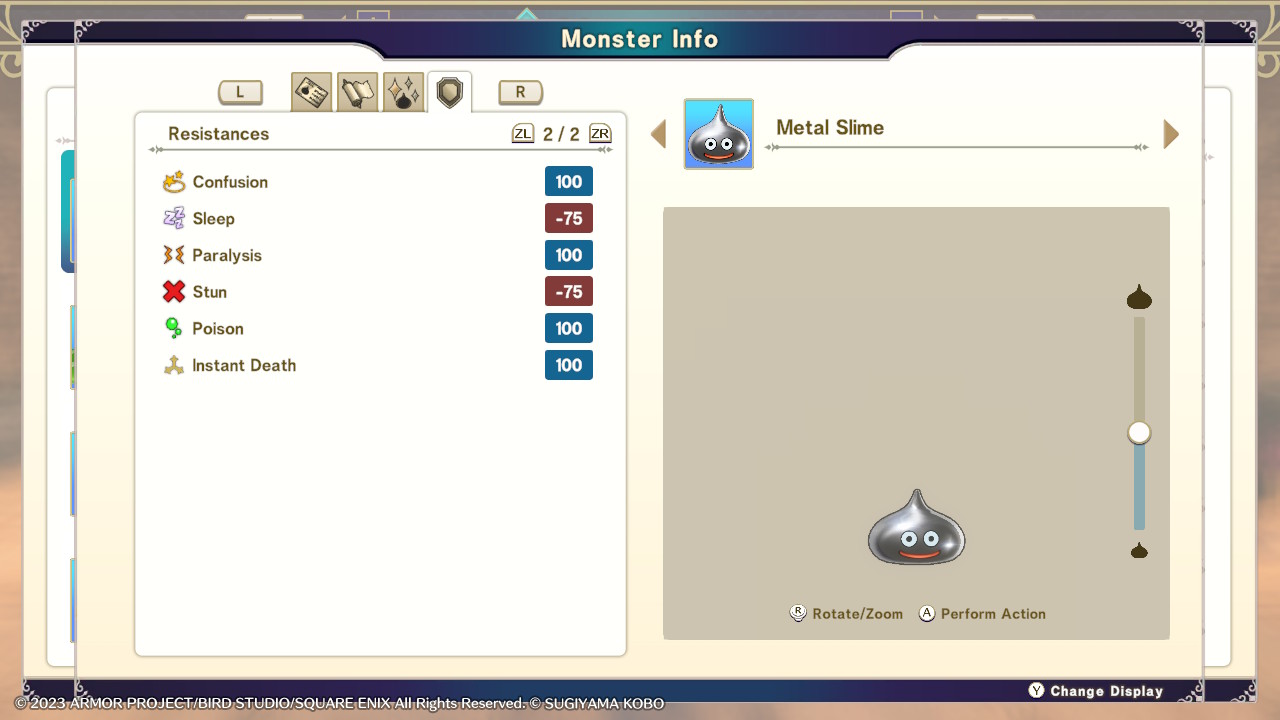 Monster Info
L
R
Resistances
ZL 2 / 2 ZR
Confusion 100
Sleep -75
Paralysis 100
Stun -75
Poison 100
Instant Death 100
Metal Slime
R Rotate/Zoom A Perform Action
Y Change Display
© 2023 ARMOR PROJECT/BIRD STUDIO/SQUARE ENIX All Rights Reserved. © SUGIYAMA KOBO